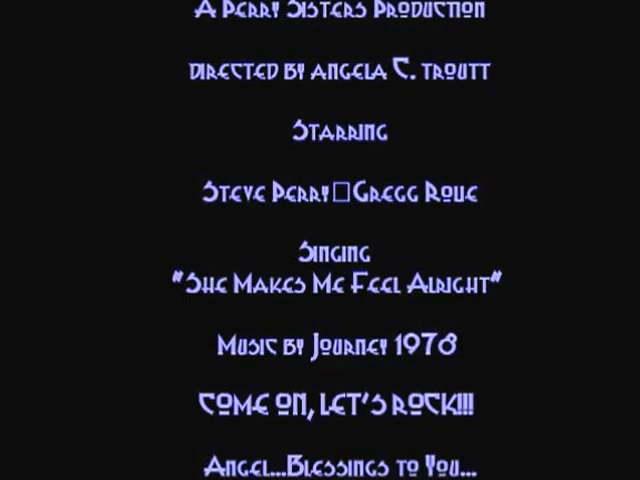 A Perry Sisters Production
Directed by Angela C. Troutt
Starring
Steve Perry□Gregg Rolie
Singing
"She Makes Me Feel Alright"
Music by Journey 1978
COME ON, LET'S ROCK!!!
Angel...Blessings to You...